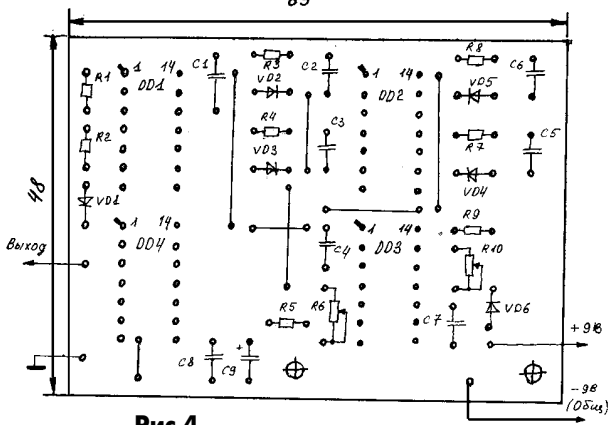 48
R1
1
14
DD1
C1
R3
VD2
C2
1
14
DD2
R8
VD5
C6
R2
R4
VD3
C3
R7
VD4
C5
VD1
1
14
DD4
C4
1
14
DD3
R9
R10
Выход
R5
R6
C7
VD6
+9В
C8
+
C9
-9В
(Общ)
Рис 4